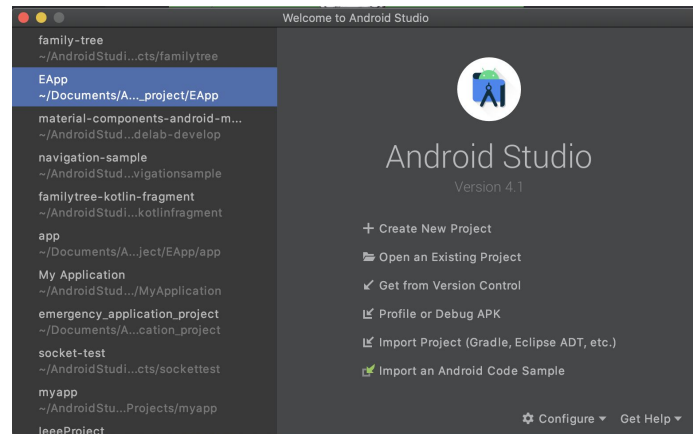 Welcome to Android Studio
family-tree
~/AndroidStudi...cts/familytree
EApp
~/Documents/A..._project/EApp
material-components-android-m...
~/AndroidStud...delab-develop
navigation-sample
~/AndroidStud...vigationsample
familytree-kotlin-fragment
~/AndroidStudi...kotlinfragment
app
~/Documents/A...ject/EApp/app
My Application
~/AndroidStud.../MyApplication
emergency_application_project
~/Documents/A...cation_project
socket-test
~/AndroidStudi...cts/sockettest
myapp
~/AndroidStu...Projects/myapp
IeeeProject
Android Studio
Version 4.1
Create New Project
Open an Existing Project
Get from Version Control
Profile or Debug APK
Import Project (Gradle, Eclipse ADT, etc.)
Import an Android Code Sample
Configure
Get Help